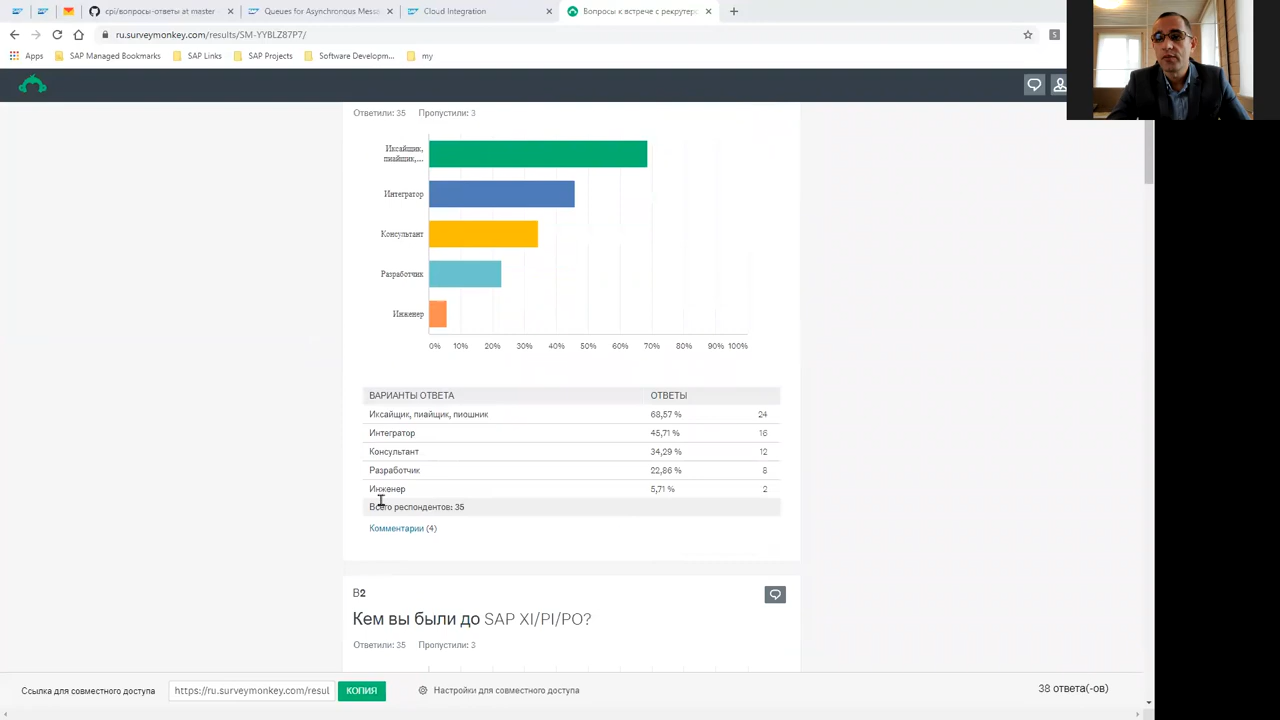 cpi/вопросы-ответы at master
Queues for Asynchronous Messa
Cloud Integration
Вопросы к встрече с рекрутеро
ru.surveymonkey.com/results/SM-YYBLZ87P7/
Apps
SAP Managed Bookmarks
SAP Links
SAP Projects
Software Developm...
my
Ответили: 35 Пропустили: 3
Иксайщик,
пиайщик,...
Интегратор
Консультант
Разработчик
Инженер
0% 10% 20% 30% 40% 50% 60% 70% 80% 90% 100%
ВАРИАНТЫ ОТВЕТА ОТВЕТЫ
Иксайщик, пиайщик, пиошник 68,57 % 24
Интегратор 45,71 % 16
Консультант 34,29 % 12
Разработчик 22,86 % 8
Инженер 5,71 % 2
Всего респондентов: 35
Комментарии (4)
В2
Кем вы были до SAP XI/PI/PO?
Ответили: 35 Пропустили: 3
Ссылка для совместного доступа
https://ru.surveymonkey.com/resul
КОПИЯ
Настройки для совместного доступа
38 ответа(-ов)